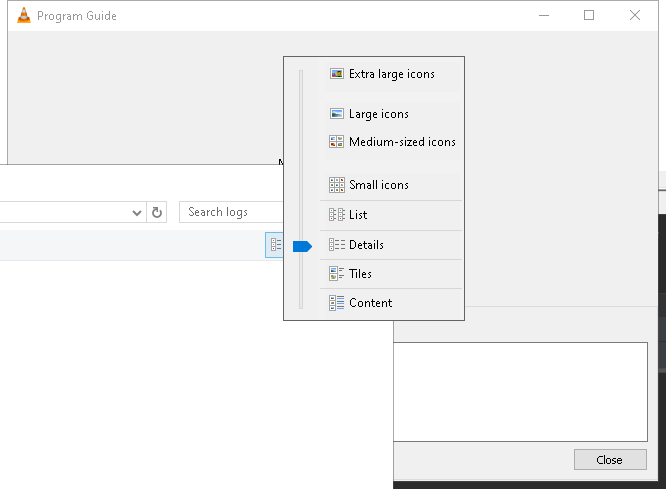 Program Guide
Extra large icons
Large icons
Medium-sized icons
Small icons
Search logs
List
Details
Tiles
Content
Close